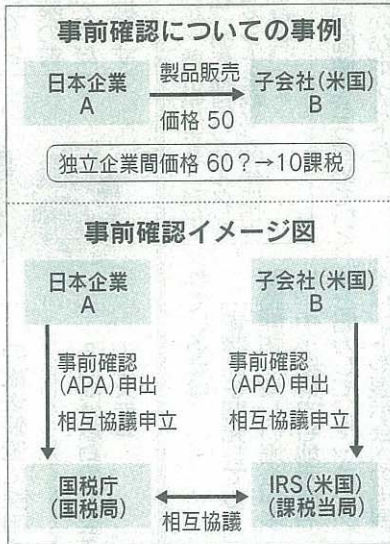 事前確認についての事例
日本企業
A
製品販売
価格 50
子会社(米国)
B
独立企業間価格 60?→10課税
事前確認イメージ図
日本企業
A
子会社(米国)
B
事前確認
(APA)申出
相互協議申立
事前確認
(APA)申出
相互協議申立
国税庁
(国税局)
相互協議
IRS(米国)
(課税当局)